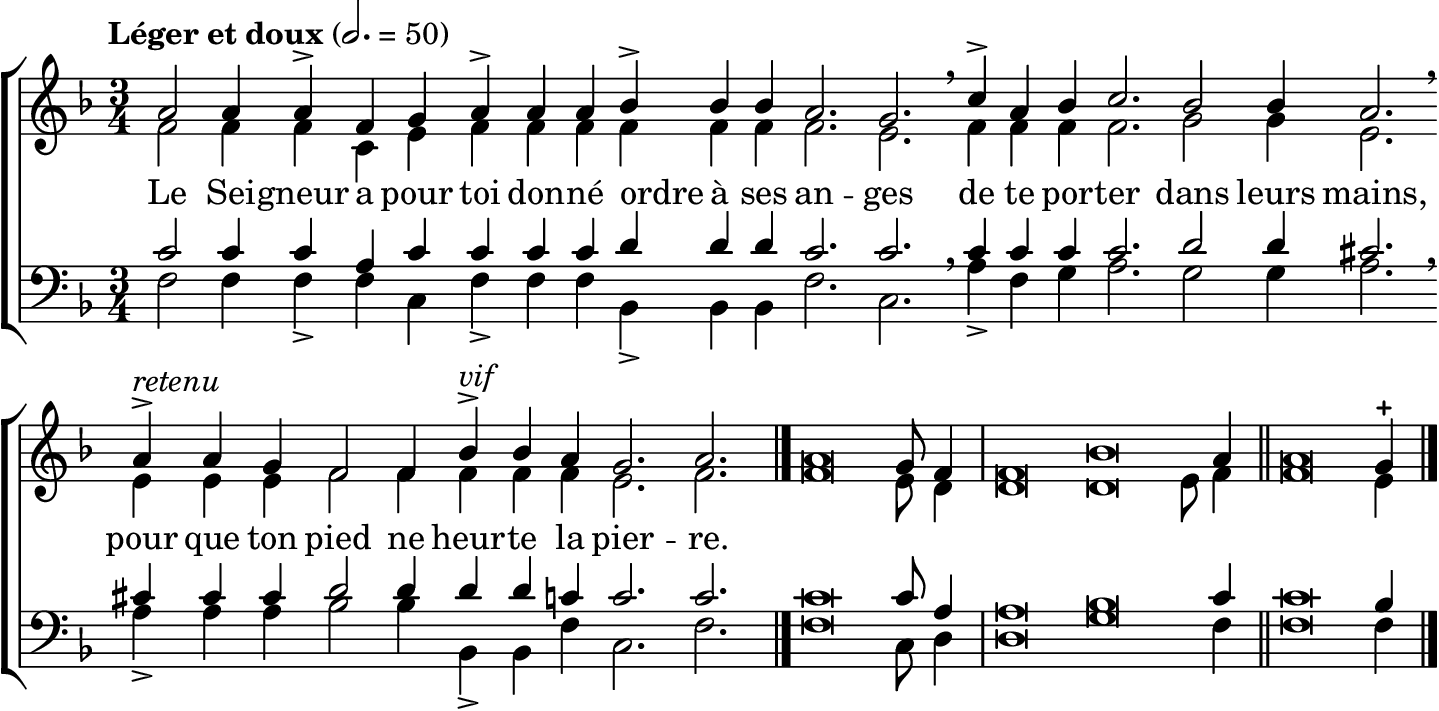 Léger et doux (𝅗𝅥. = 50)
Le Seigneur a pour toi donné ordre à ses an - ges de te porter dans leurs mains,
retenu vif
pour que ton pied ne heurte la pier - re.